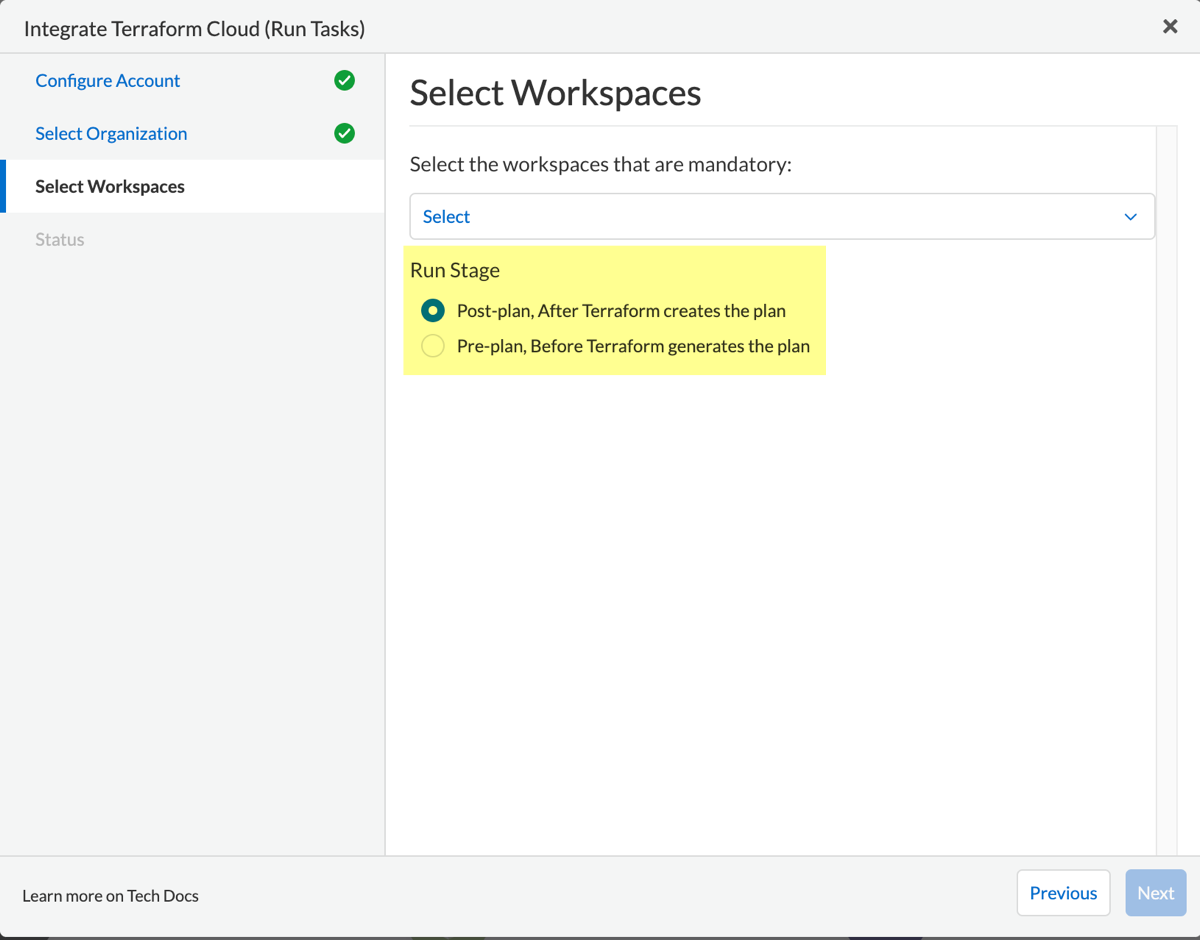 Integrate Terraform Cloud (Run Tasks)
Configure Account
Select Organization
Select Workspaces
Status
Select Workspaces
Select the workspaces that are mandatory:
Select
Run Stage
Post-plan, After Terraform creates the plan
Pre-plan, Before Terraform generates the plan
Learn more on Tech Docs
Previous
Next